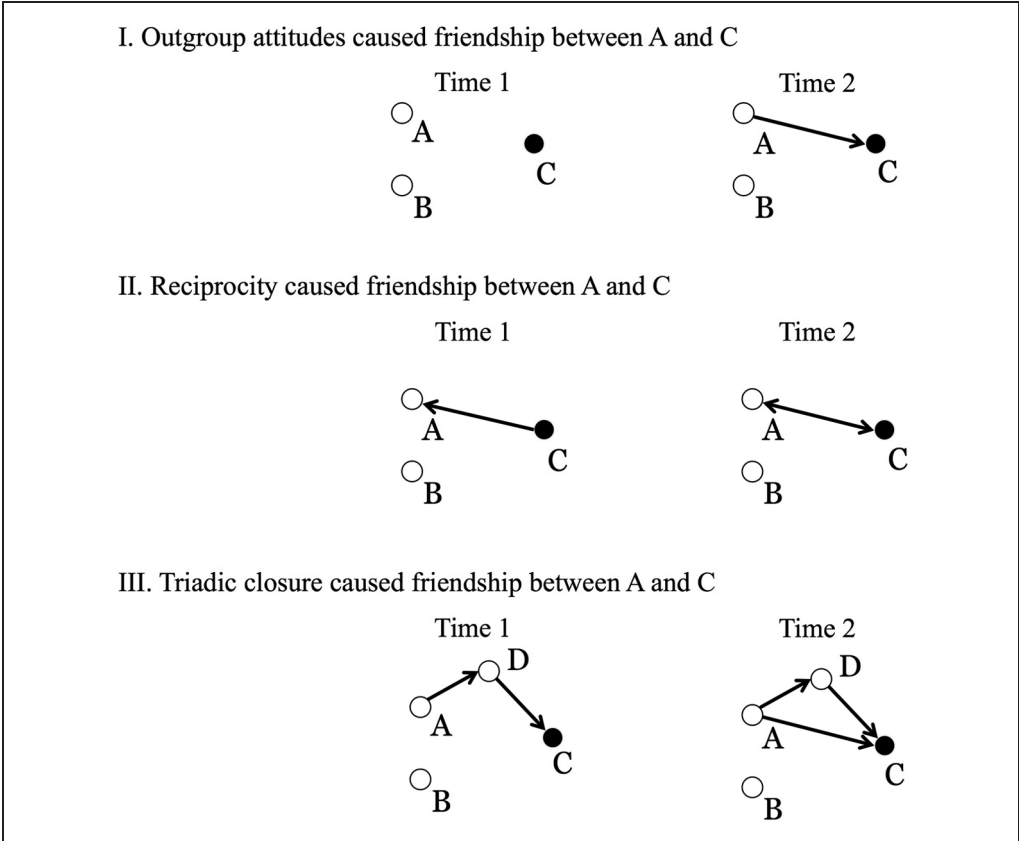 I. Outgroup attitudes caused friendship between A and C
Time 1 Time 2
A
C
B
A
C
B
II. Reciprocity caused friendship between A and C
Time 1 Time 2
A
C
B
A
C
B
III. Triadic closure caused friendship between A and C
Time 1 Time 2
D
A
C
B
D
A
C
B